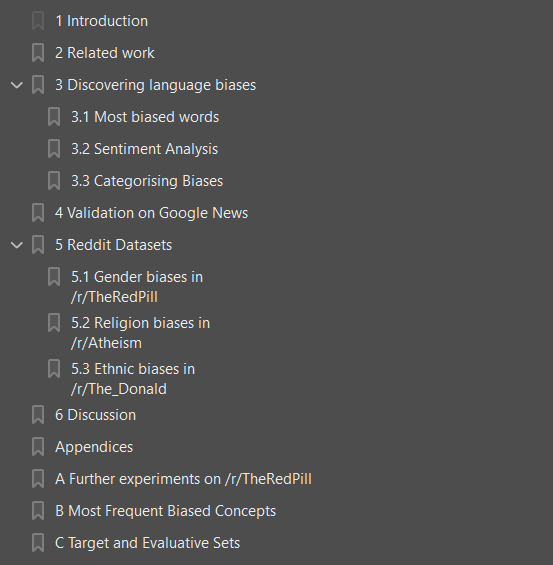 1 Introduction
2 Related work
3 Discovering language biases
3.1 Most biased words
3.2 Sentiment Analysis
3.3 Categorising Biases
4 Validation on Google News
5 Reddit Datasets
5.1 Gender biases in
/r/TheRedPill
5.2 Religion biases in
/r/Atheism
5.3 Ethnic biases in
/r/The_Donald
6 Discussion
Appendices
A Further experiments on /r/TheRedPill
B Most Frequent Biased Concepts
C Target and Evaluative Sets